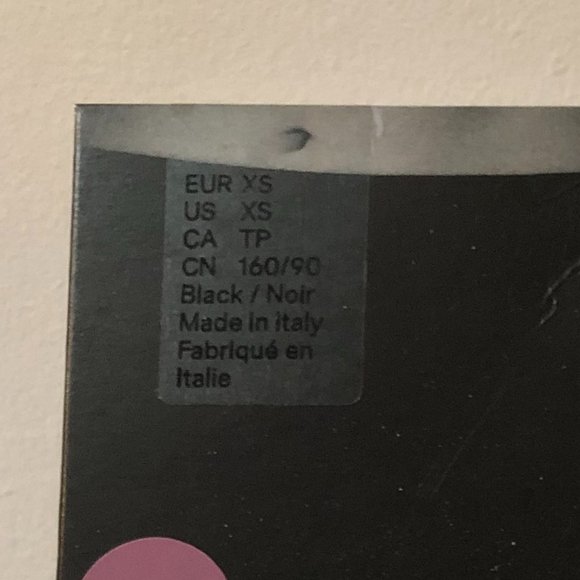 EUR XS
US XS
CA TP
CN 160/90
Black / Noir
Made in Italy
Fabriqué en
Italie